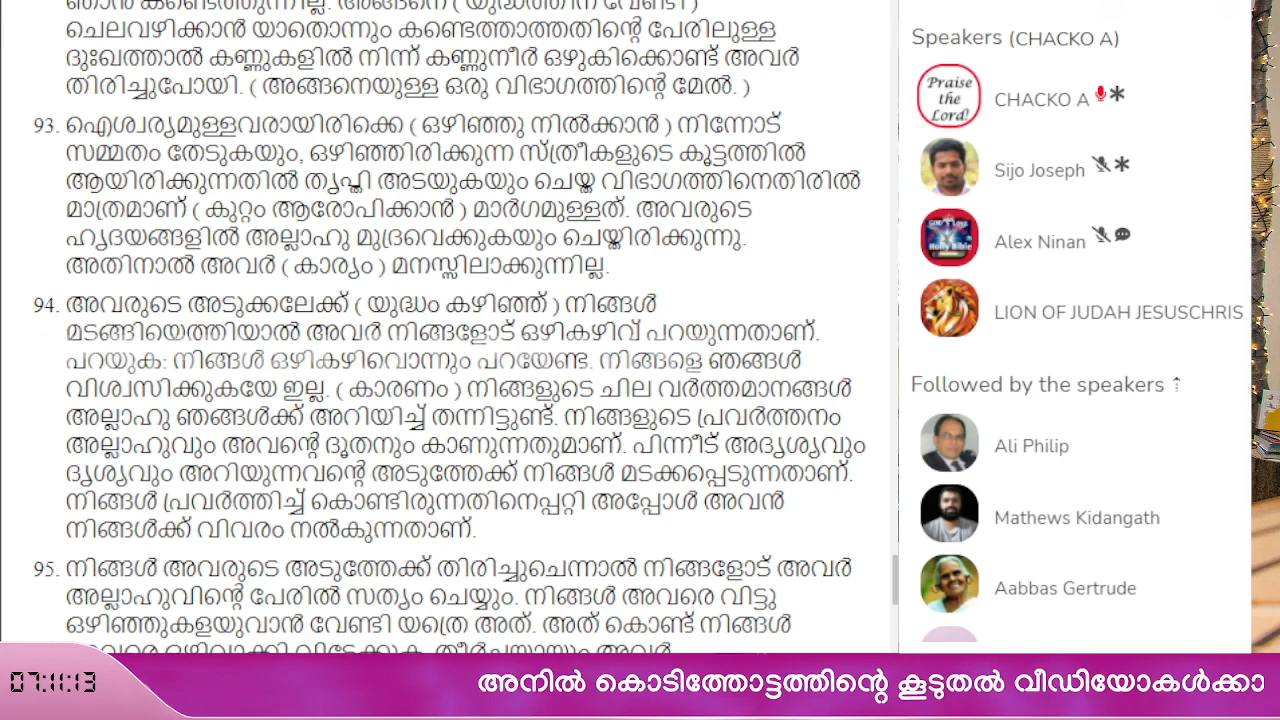 ഞാൻ കണ്ടെത്തുന്നില്ല. അങ്ങനെ ( യുദ്ധത്തിന് വേണ്ടി )
ചെലവഴിക്കാൻ യാതൊന്നും കണ്ടെത്താത്തതിന്റെ പേരിലുള്ള
ദുഃഖത്താൽ കണ്ണുകളിൽ നിന്ന് കണ്ണുനീർ ഒഴുകിക്കൊണ്ട് അവർ
തിരിച്ചുപോയി. ( അങ്ങനെയുള്ള ഒരു വിഭാഗത്തിന്റെ മേൽ. )
93. ഐശ്വര്യമുള്ളവരായിരിക്കെ ( ഒഴിഞ്ഞു നിൽക്കാൻ ) നിന്നോട്
സമ്മതം തേടുകയും, ഒഴിഞ്ഞിരിക്കുന്ന സ്ത്രീകളുടെ കൂട്ടത്തിൽ
ആയിരിക്കുന്നതിൽ തൃപ്തി അടയുകയും ചെയ്ത വിഭാഗത്തിനെതിരിൽ
മാത്രമാണ് ( കുറ്റം ആരോപിക്കാൻ ) മാർഗമുള്ളത്. അവരുടെ
ഹൃദയങ്ങളിൽ അല്ലാഹു മുദ്രവെക്കുകയും ചെയ്തിരിക്കുന്നു.
അതിനാൽ അവർ ( കാര്യം ) മനസ്സിലാക്കുന്നില്ല.
94. അവരുടെ അടുക്കലേക്ക് ( യുദ്ധം കഴിഞ്ഞ് ) നിങ്ങൾ
മടങ്ങിയെത്തിയാൽ അവർ നിങ്ങളോട് ഒഴികഴിവ് പറയുന്നതാണ്.
പറയുക: നിങ്ങൾ ഒഴികഴിവൊന്നും പറയേണ്ട. നിങ്ങളെ ഞങ്ങൾ
വിശ്വസിക്കുകയേ ഇല്ല. ( കാരണം ) നിങ്ങളുടെ ചില വർത്തമാനങ്ങൾ
അല്ലാഹു ഞങ്ങൾക്ക് അറിയിച്ച് തന്നിട്ടുണ്ട്. നിങ്ങളുടെ പ്രവർത്തനം
അല്ലാഹുവും അവന്റെ ദൂതനും കാണുന്നതുമാണ്. പിന്നീട് അദൃശ്യവും
ദൃശ്യവും അറിയുന്നവന്റെ അടുത്തേക്ക് നിങ്ങൾ മടക്കപ്പെടുന്നതാണ്.
നിങ്ങൾ പ്രവർത്തിച്ച് കൊണ്ടിരുന്നതിനെപ്പറ്റി അപ്പോൾ അവൻ
നിങ്ങൾക്ക് വിവരം നൽകുന്നതാണ്.
95. നിങ്ങൾ അവരുടെ അടുത്തേക്ക് തിരിച്ചുചെന്നാൽ നിങ്ങളോട് അവർ
അല്ലാഹുവിന്റെ പേരിൽ സത്യം ചെയ്യും. നിങ്ങൾ അവരെ വിട്ടു
ഒഴിഞ്ഞുകളയുവാൻ വേണ്ടി യത്രെ അത്. അത് കൊണ്ട് നിങ്ങൾ
Speakers (CHACKO A)
Praise
the
Lord!
CHACKO A
Sijo Joseph
Holly Bible
Alex Ninan
LION OF JUDAH JESUSCHRIS
Followed by the speakers
Ali Philip
Mathews Kidangath
Aabbas Gertrude
07:11:13
അനിൽ കൊടിത്തോട്ടത്തിന്റെ കൂടുതൽ വീഡിയോകൾക്കാ